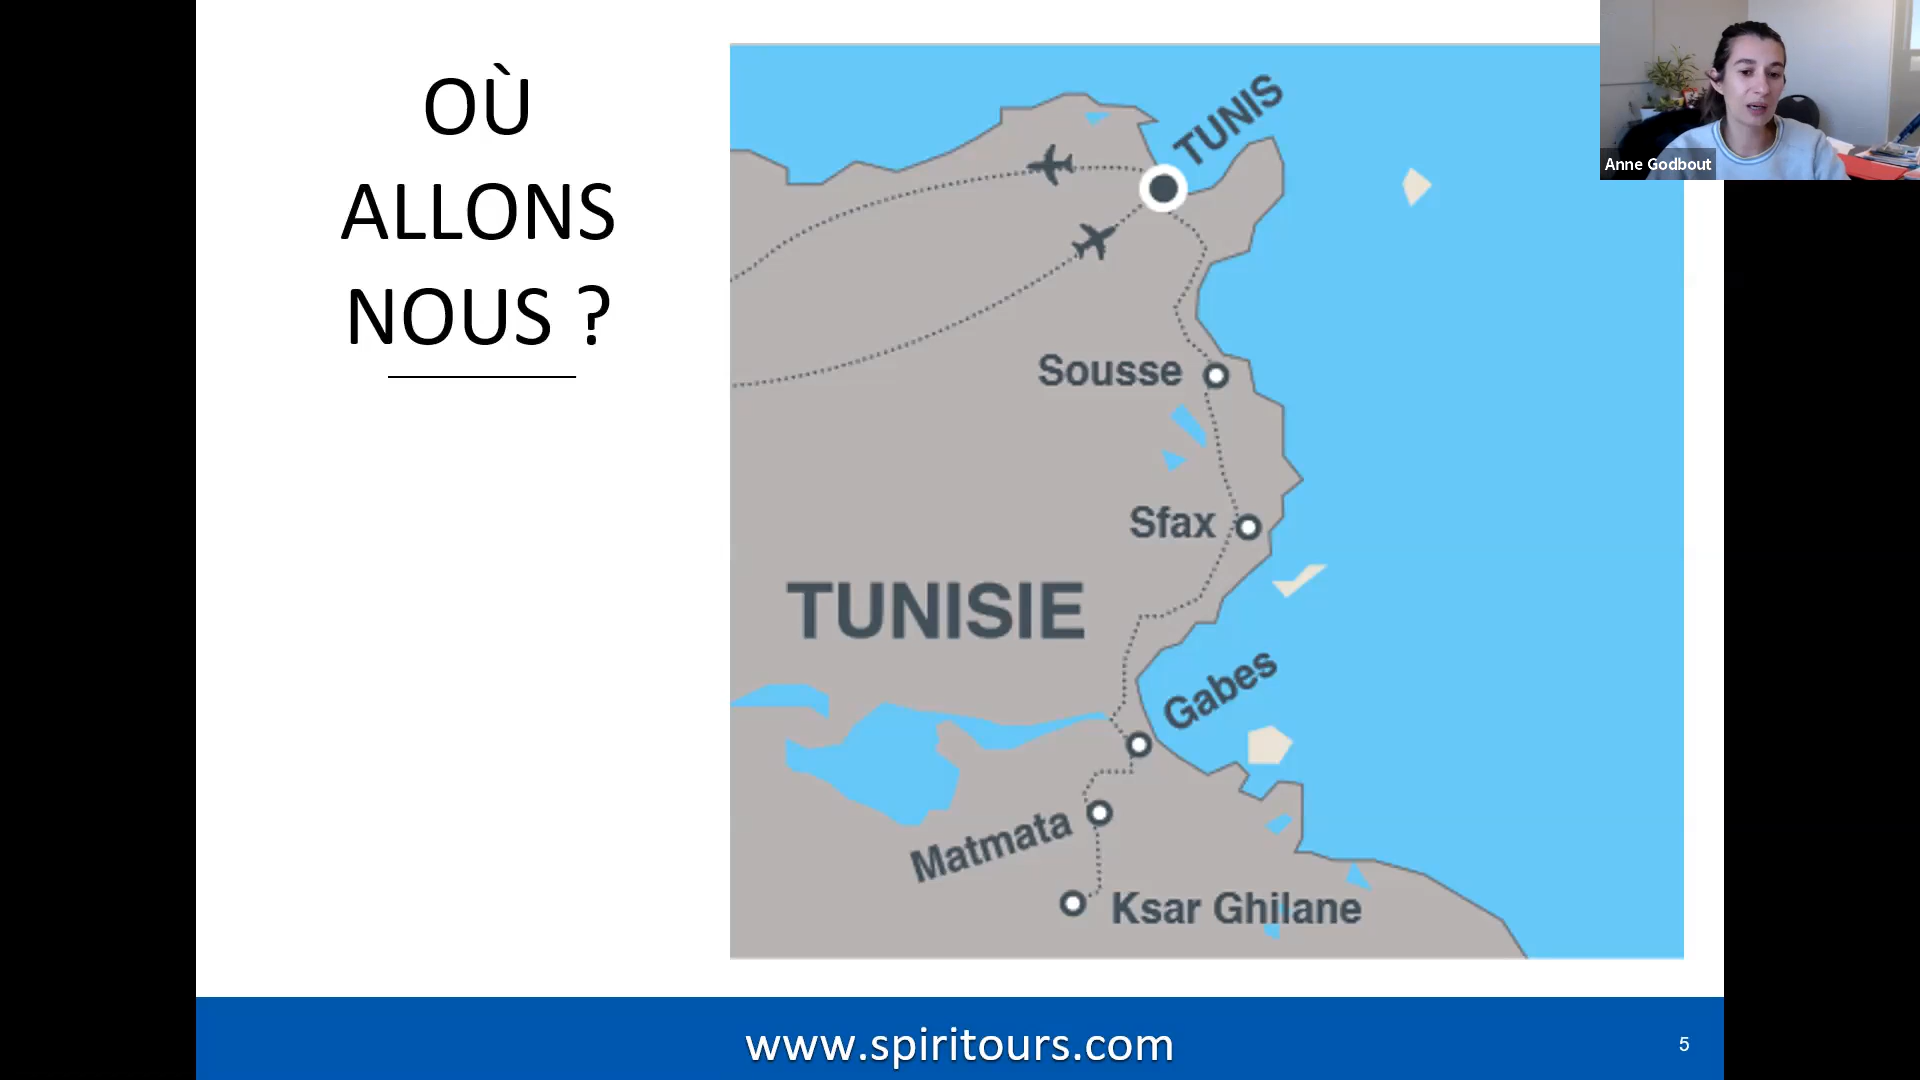 OÙ
ALLONS
NOUS ?
TUNIS
Anne Godbout
Sousse
Sfax
TUNISIE
Gabes
Matmata
Ksar Ghilane
www.spiritours.com
5